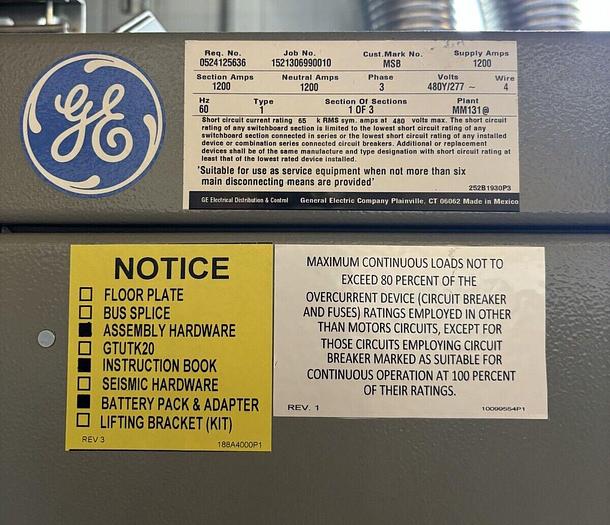 GE
Req. No. Job No. Cust.Mark No. Supply Amps
0524125636 1521306990010 MSB 1200
Section Amps Neutral Amps Phase Volts Wire
1200 1200 3 480Y/277 ~ 4
Hz Type Section Of Sections Plant
60 1 1 OF 3 MM131@
Short circuit current rating 65 k RMS sym. amps at 480 volts max. The short circuit
rating of any switchboard section is limited to the lowest short circuit rating of any
switchboard section connected in series or the lowest short circuit rating of any installed
device or combination series connected circuit breakers. Additional or replacement
devices shall be of the same manufacture and type designation with short circuit rating at
least that of the lowest rated device installed.
'Suitable for use as service equipment when not more than six
main disconnecting means are provided'
252B1930P3
GE Electrical Distribution & Control General Electric Company Plainville, CT 06062 Made in Mexico
NOTICE
FLOOR PLATE
BUS SPLICE
ASSEMBLY HARDWARE
GTUTK20
INSTRUCTION BOOK
SEISMIC HARDWARE
BATTERY PACK & ADAPTER
LIFTING BRACKET (KIT)
REV 3 188A4000P1
MAXIMUM CONTINUOUS LOADS NOT TO
EXCEED 80 PERCENT OF THE
OVERCURRENT DEVICE (CIRCUIT BREAKER
AND FUSES) RATINGS EMPLOYED IN OTHER
THAN MOTORS CIRCUITS, EXCEPT FOR
THOSE CIRCUITS EMPLOYING CIRCUIT
BREAKER MARKED AS SUITABLE FOR
CONTINUOUS OPERATION AT 100 PERCENT
OF THEIR RATINGS.
REV. 1 10099554P1